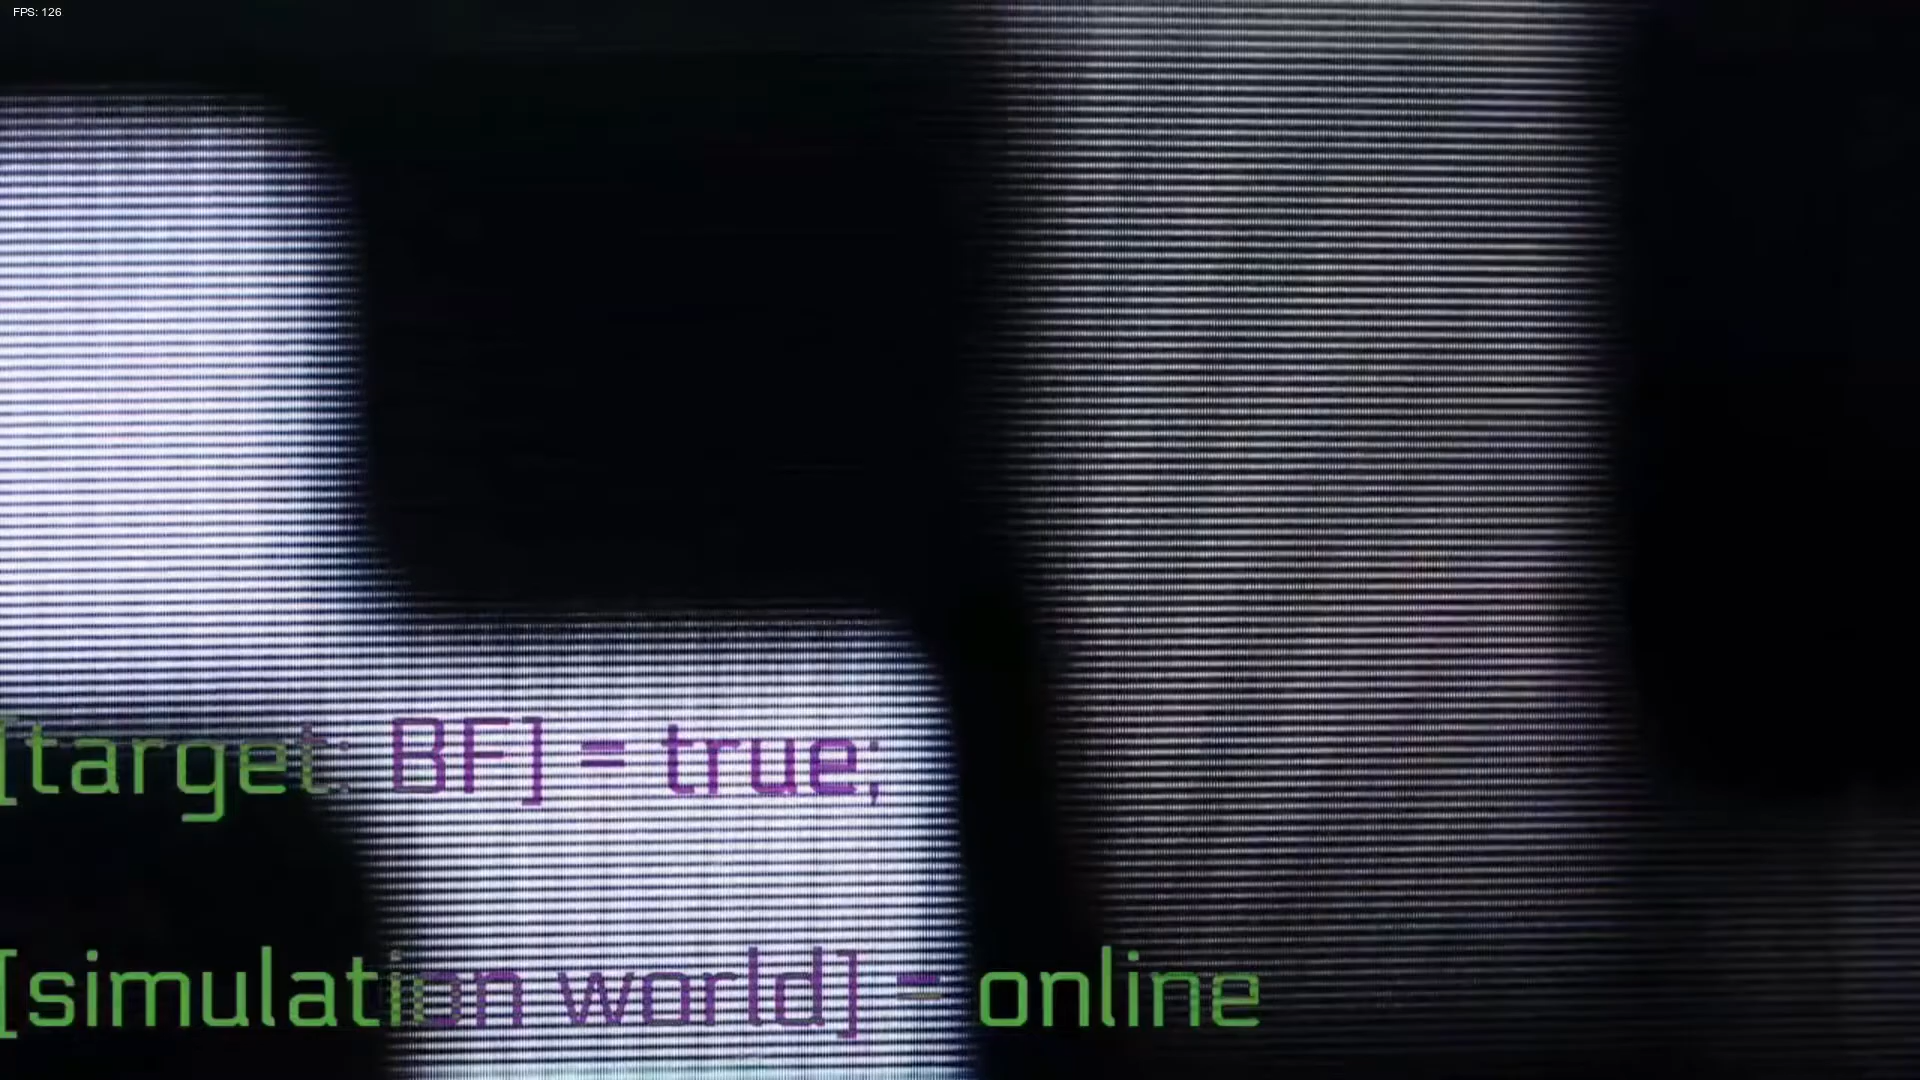 FPS: 126
[target: BF] = true;
[simulation world] = online